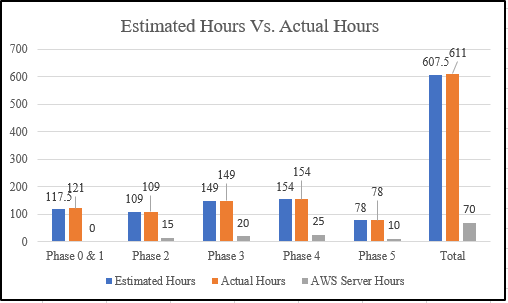 Estimated Hours Vs. Actual Hours
700
600
500
400
300
200
100
0
117.5 121 0
109 109 15
149 149 20
154 154 25
78 78 10
607.5 611 70
Phase 0 & 1 Phase 2 Phase 3 Phase 4 Phase 5 Total
Estimated Hours Actual Hours AWS Server Hours